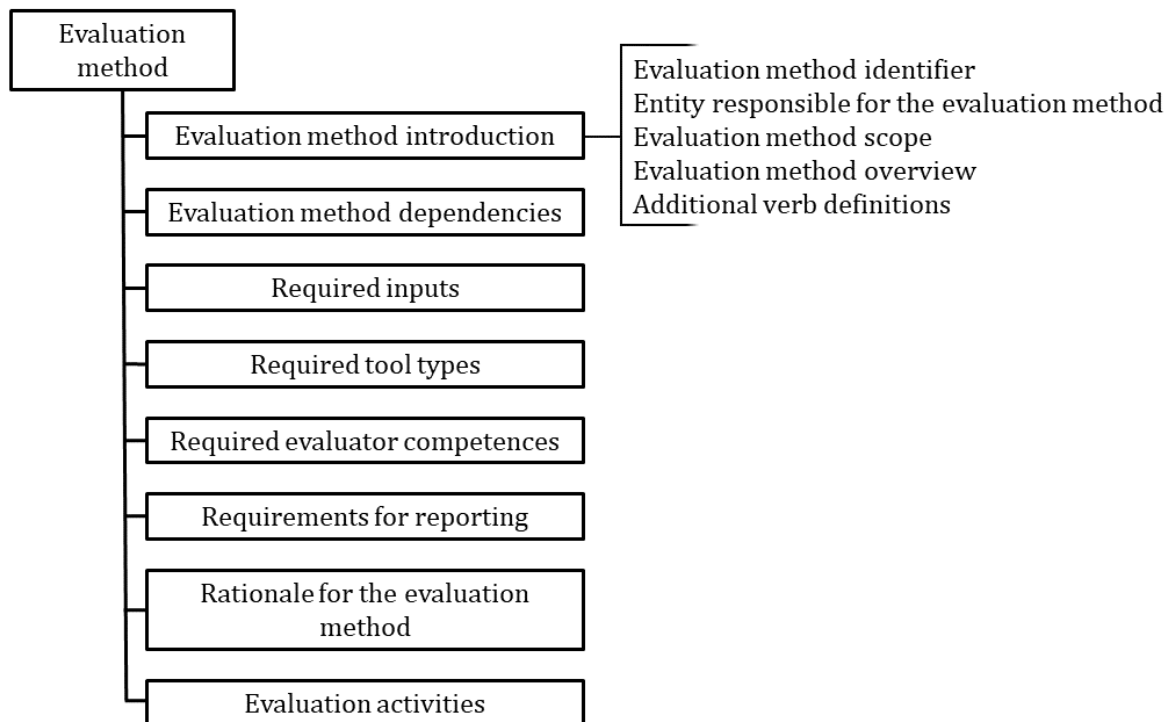 Evaluation
method
Evaluation method introduction
Evaluation method identifier
Entity responsible for the evaluation method
Evaluation method scope
Evaluation method overview
Additional verb definitions
Evaluation method dependencies
Required inputs
Required tool types
Required evaluator competences
Requirements for reporting
Rationale for the evaluation
method
Evaluation activities